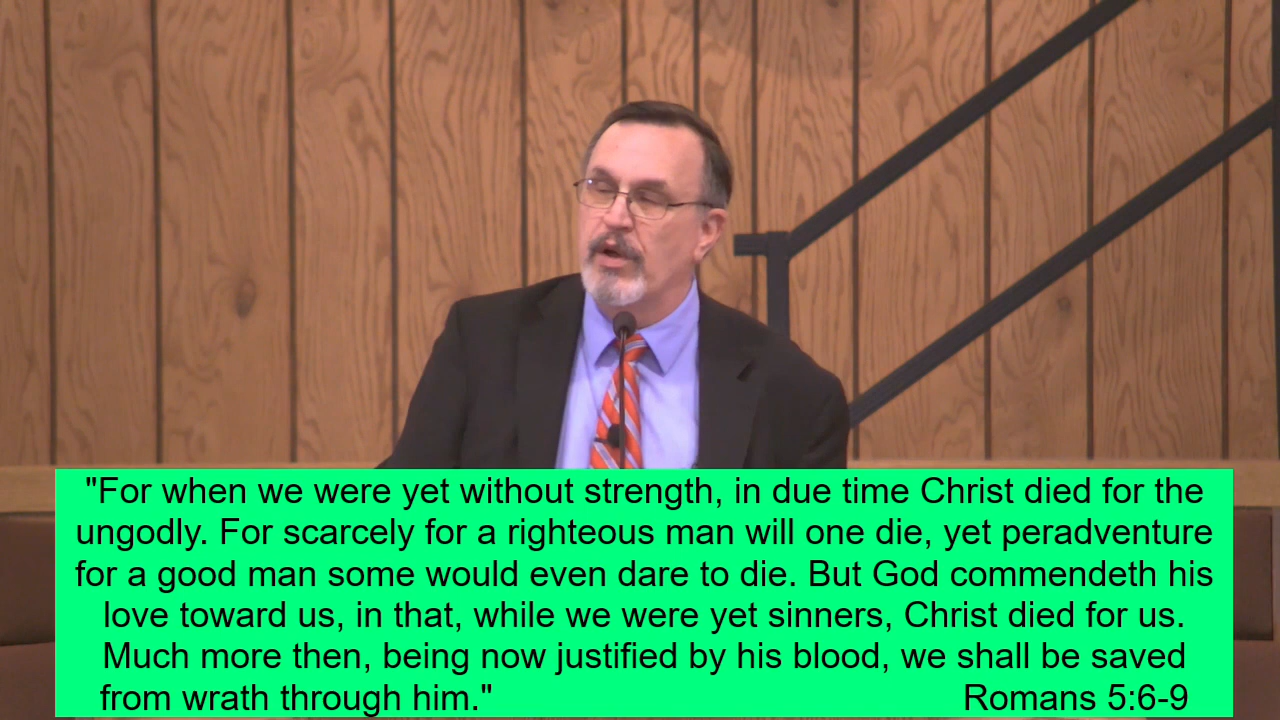 "For when we were yet without strength, in due time Christ died for the
ungodly. For scarcely for a righteous man will one die, yet peradventure
for a good man some would even dare to die. But God commendeth his
love toward us, in that, while we were yet sinners, Christ died for us.
Much more then, being now justified by his blood, we shall be saved
from wrath through him." Romans 5:6-9